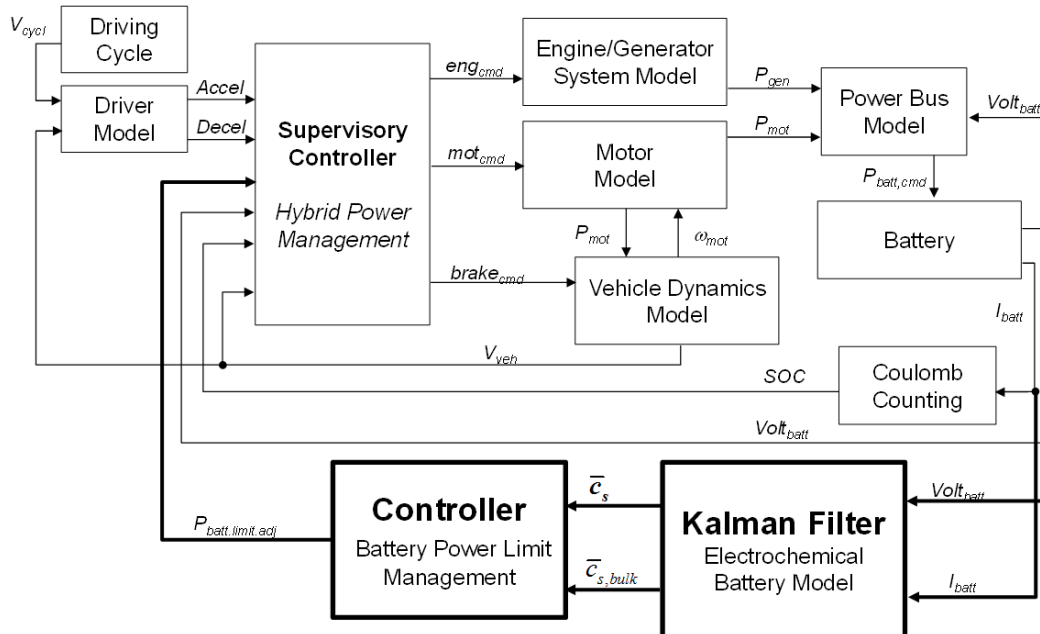 V_cycl
Driving
Cycle
Accel
Driver
Model
Decel
Supervisory
Controller
Hybrid Power
Management
eng_cmd
Engine/Generator
System Model
P_gen
Power Bus
Model
Volt_batt
mot_cmd
Motor
Model
P_mot
P_batt,cmd
Battery
P_mot
ω_mot
brake_cmd
Vehicle Dynamics
Model
I_batt
V_veh
SOC
Coulomb
Counting
Volt_batt
P_batt.limit.adj
Controller
Battery Power Limit
Management
c̅_s
c̅_s,bulk
Kalman Filter
Electrochemical
Battery Model
Volt_batt
I_batt